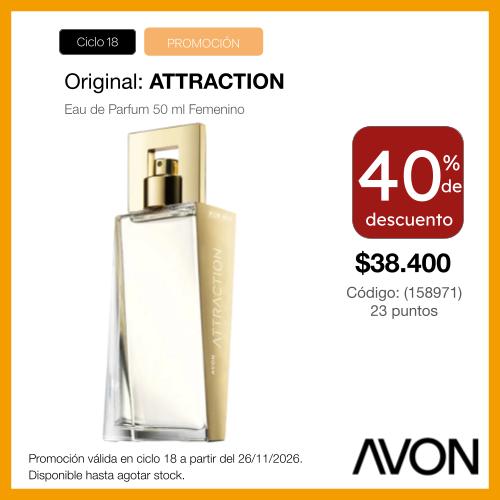 Ciclo 18
PROMOCIÓN
Original: ATTRACTION
Eau de Parfum 50 ml Femenino
40% de
descuento
$38.400
Código: (158971)
23 puntos
ATTRACTION
AVON
Promoción válida en ciclo 18 a partir del 26/11/2026.
Disponible hasta agotar stock.
AVON